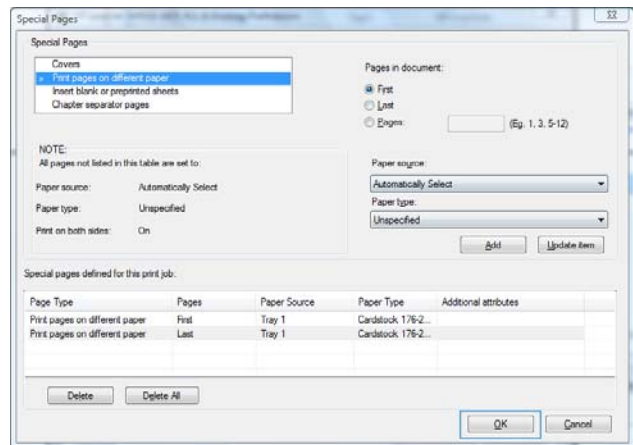 Special Pages
Special Pages
Covers
Print pages on different paper
Insert blank or preprinted sheets
Chapter separator pages
Pages in document:
First
Last
Pages:
(Eg. 1, 3, 5-12)
NOTE:
All pages not listed in this table are set to:
Paper source: Automatically Select
Paper type: Unspecified
Print on both sides: On
Paper source:
Automatically Select
Paper type:
Unspecified
Add Update item
Special pages defined for this print job:
Page Type Pages Paper Source Paper Type Additional attributes
Print pages on different paper First Tray 1 Cardstock 176-2...
Print pages on different paper Last Tray 1 Cardstock 176-2...
Delete Delete All
OK Cancel